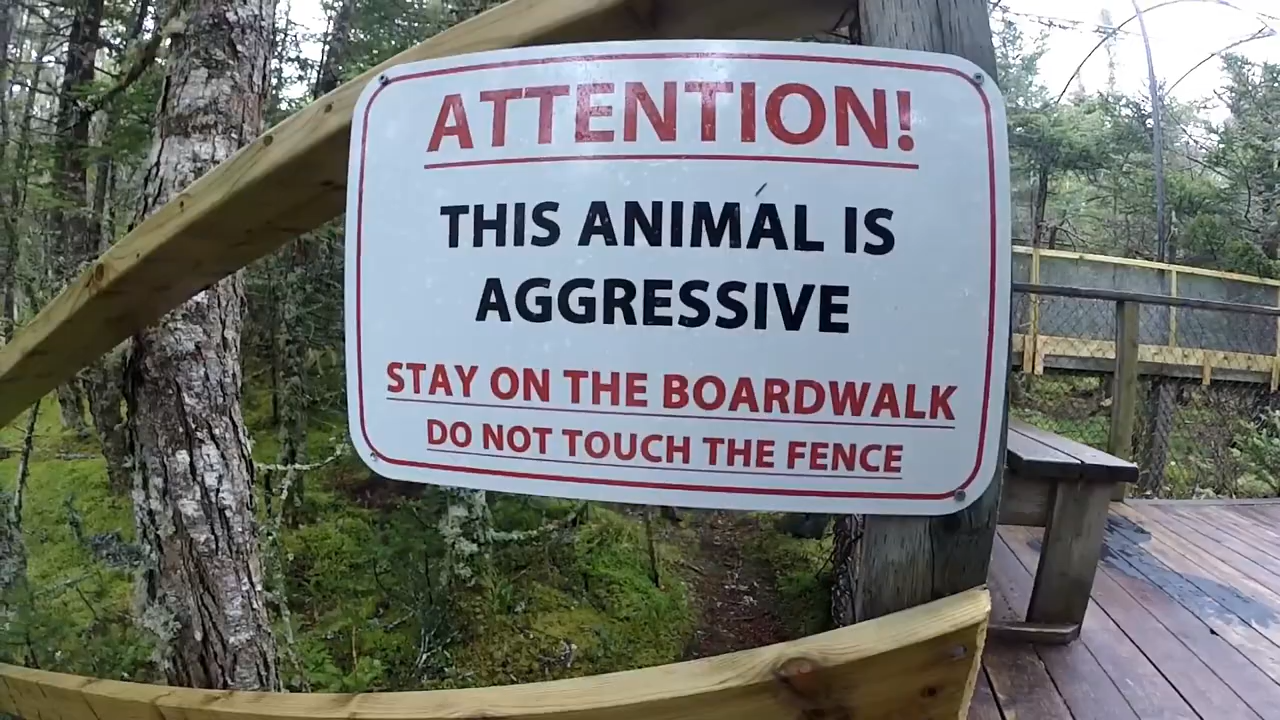 ATTENTION!
THIS ANIMAL IS
AGGRESSIVE
STAY ON THE BOARDWALK
DO NOT TOUCH THE FENCE